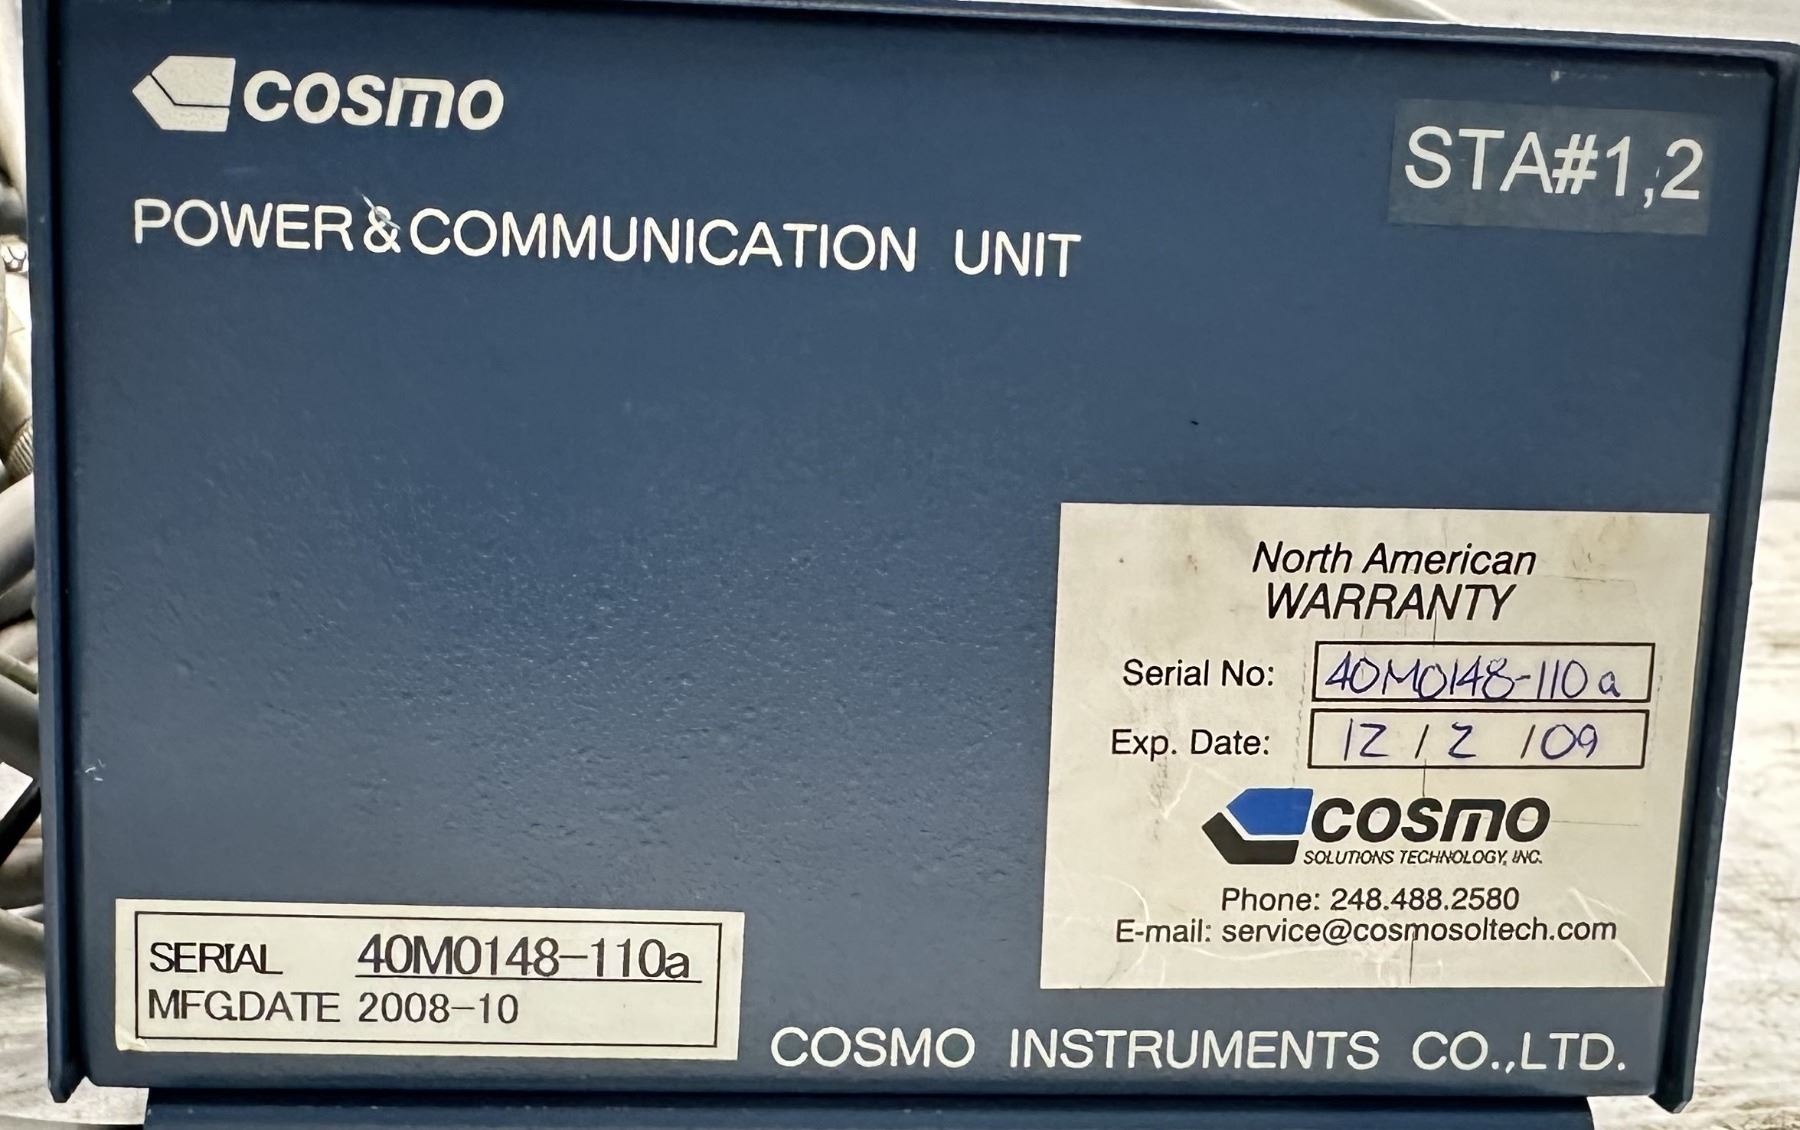 COSMO
STA#1,2
POWER&COMMUNICATION UNIT
North American
WARRANTY
Serial No: 40M0148-110a
Exp. Date: 12/2/09
COSMO
SOLUTIONS TECHNOLOGY, INC.
Phone: 248.488.2580
E-mail: service@cosmosoltech.com
SERIAL 40M0148-110a
MFG.DATE 2008-10
COSMO INSTRUMENTS CO.,LTD.